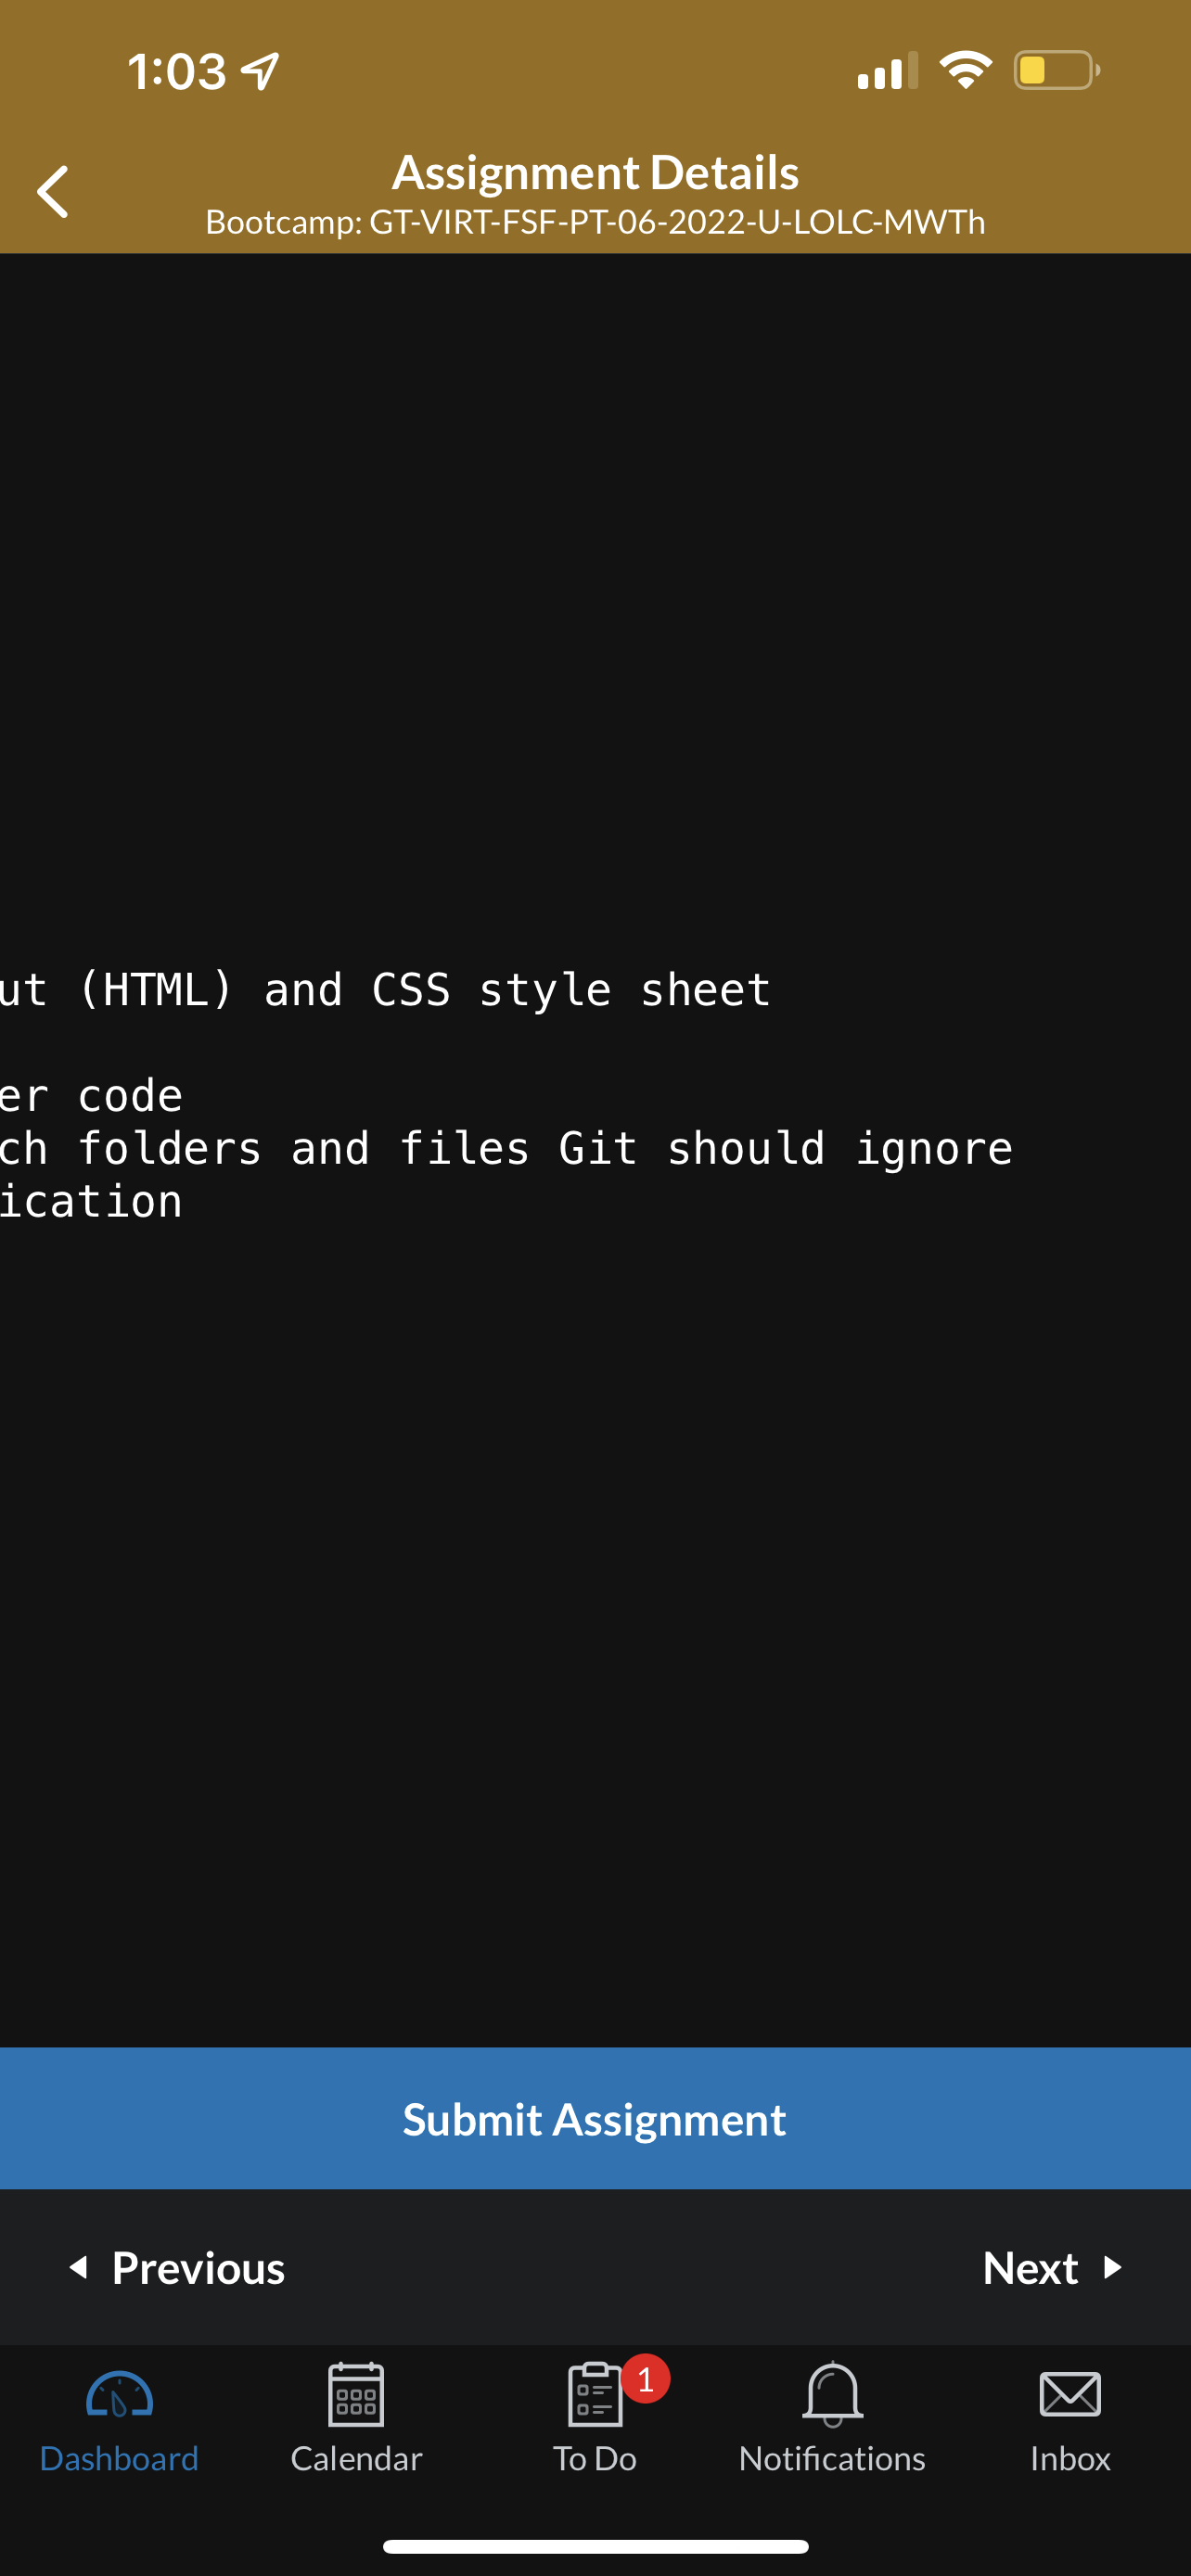 1:03
Assignment Details
Bootcamp: GT-VIRT-FSF-PT-06-2022-U-LOLC-MWTh
ut (HTML) and CSS style sheet
er code
ch folders and files Git should ignore
ication
Submit Assignment
Previous
Next
1
Dashboard
Calendar
To Do
Notifications
Inbox